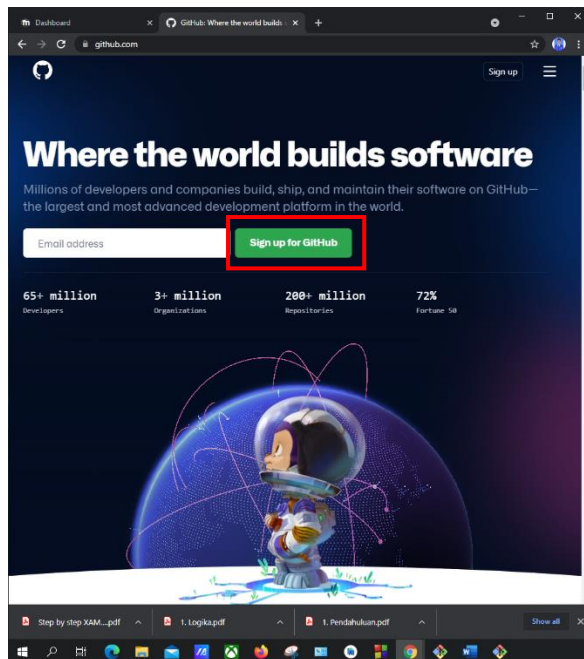 Dashboard
GitHub: Where the world builds s
github.com
Sign up
Where the world builds software
Millions of developers and companies build, ship, and maintain their software on GitHub—
the largest and most advanced development platform in the world.
Email address
Sign up for GitHub
65+ million
3+ million
200+ million
72%
Developers
Organizations
Repositories
Fortune 50
Step by step XAM....pdf
1. Logika.pdf
1. Pendahuluan.pdf
Show all